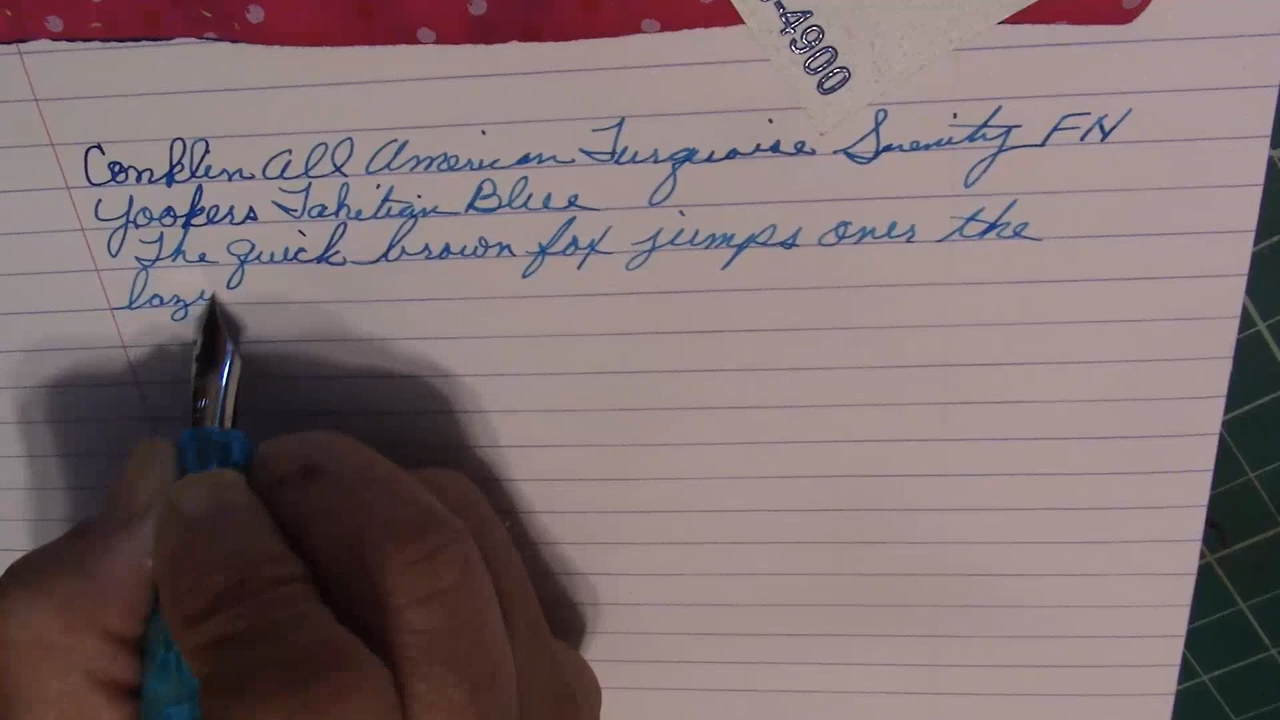 -4900
Conklin All American Turquoise Serenity FN
Yookers Tahitian Blue
The quick brown fox jumps over the
lazy